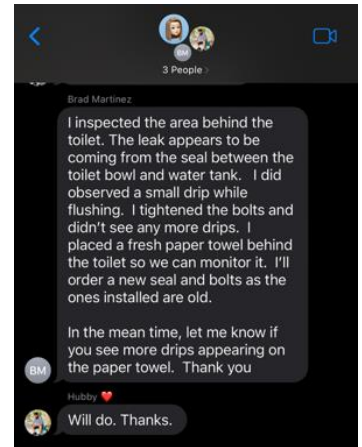 BM
3 People >
Brad Martinez
I inspected the area behind the
toilet. The leak appears to be
coming from the seal between the
toilet bowl and water tank.   I did
observed a small drip while
flushing.  I tightened the bolts and
didn't see any more drips.  I
placed a fresh paper towel behind
the toilet so we can monitor it.  I'll
order a new seal and bolts as the
ones installed are old.
In the mean time, let me know if
you see more drips appearing on
the paper towel.  Thank you
BM
Hubby ❤️
Will do. Thanks.